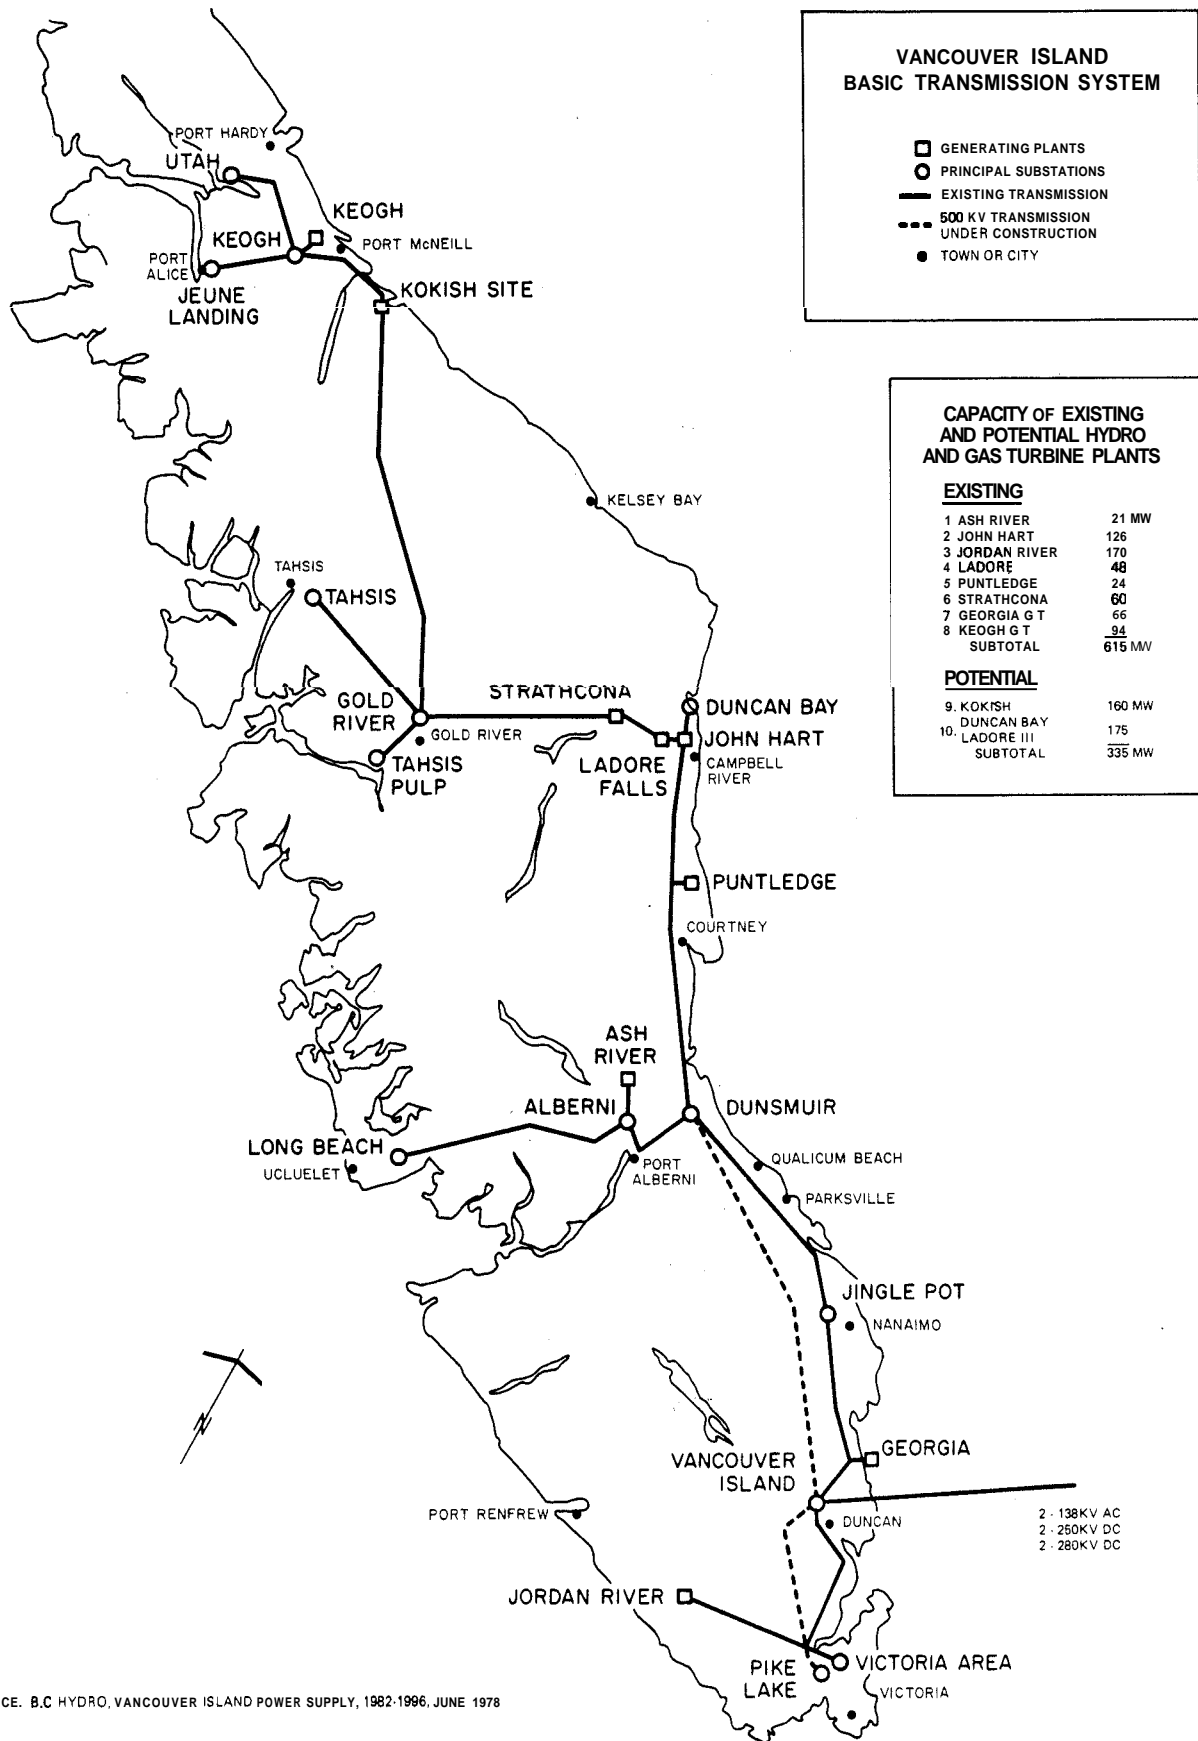 VANCOUVER ISLAND
BASIC TRANSMISSION SYSTEM
GENERATING PLANTS
PRINCIPAL SUBSTATIONS
EXISTING TRANSMISSION
500 KV TRANSMISSION
UNDER CONSTRUCTION
TOWN OR CITY
CAPACITY OF EXISTING
AND POTENTIAL HYDRO
AND GAS TURBINE PLANTS
EXISTING
1 ASH RIVER 21 MW
2 JOHN HART 126
3 JORDAN RIVER 170
4 LADORE 48
5 PUNTLEDGE 24
6 STRATHCONA 60
7 GEORGIA G T 66
8 KEOGH G T 94
SUBTOTAL 615 MW
POTENTIAL
9. KOKISH 160 MW
10. DUNCAN BAY 175
LADORE III
SUBTOTAL 335 MW
PORT HARDY
UTAH
KEOGH
KEOGH
PORT McNEILL
PORT
ALICE
JEUNE
LANDING
KOKISH SITE
KELSEY BAY
TAHSIS
TAHSIS
GOLD
RIVER
GOLD RIVER
TAHSIS
PULP
STRATHCONA
DUNCAN BAY
JOHN HART
LADORE
FALLS
CAMPBELL
RIVER
PUNTLEDGE
COURTNEY
ASH
RIVER
ALBERNI
DUNSMUIR
LONG BEACH
UCLUELET
PORT
ALBERNI
QUALICUM BEACH
PARKSVILLE
JINGLE POT
NANAIMO
N
VANCOUVER
ISLAND
GEORGIA
PORT RENFREW
DUNCAN
2 - 138KV AC
2 - 260KV DC
2 - 280KV DC
JORDAN RIVER
PIKE
LAKE
VICTORIA AREA
VICTORIA
CE. B.C HYDRO, VANCOUVER ISLAND POWER SUPPLY, 1982-1996, JUNE 1978